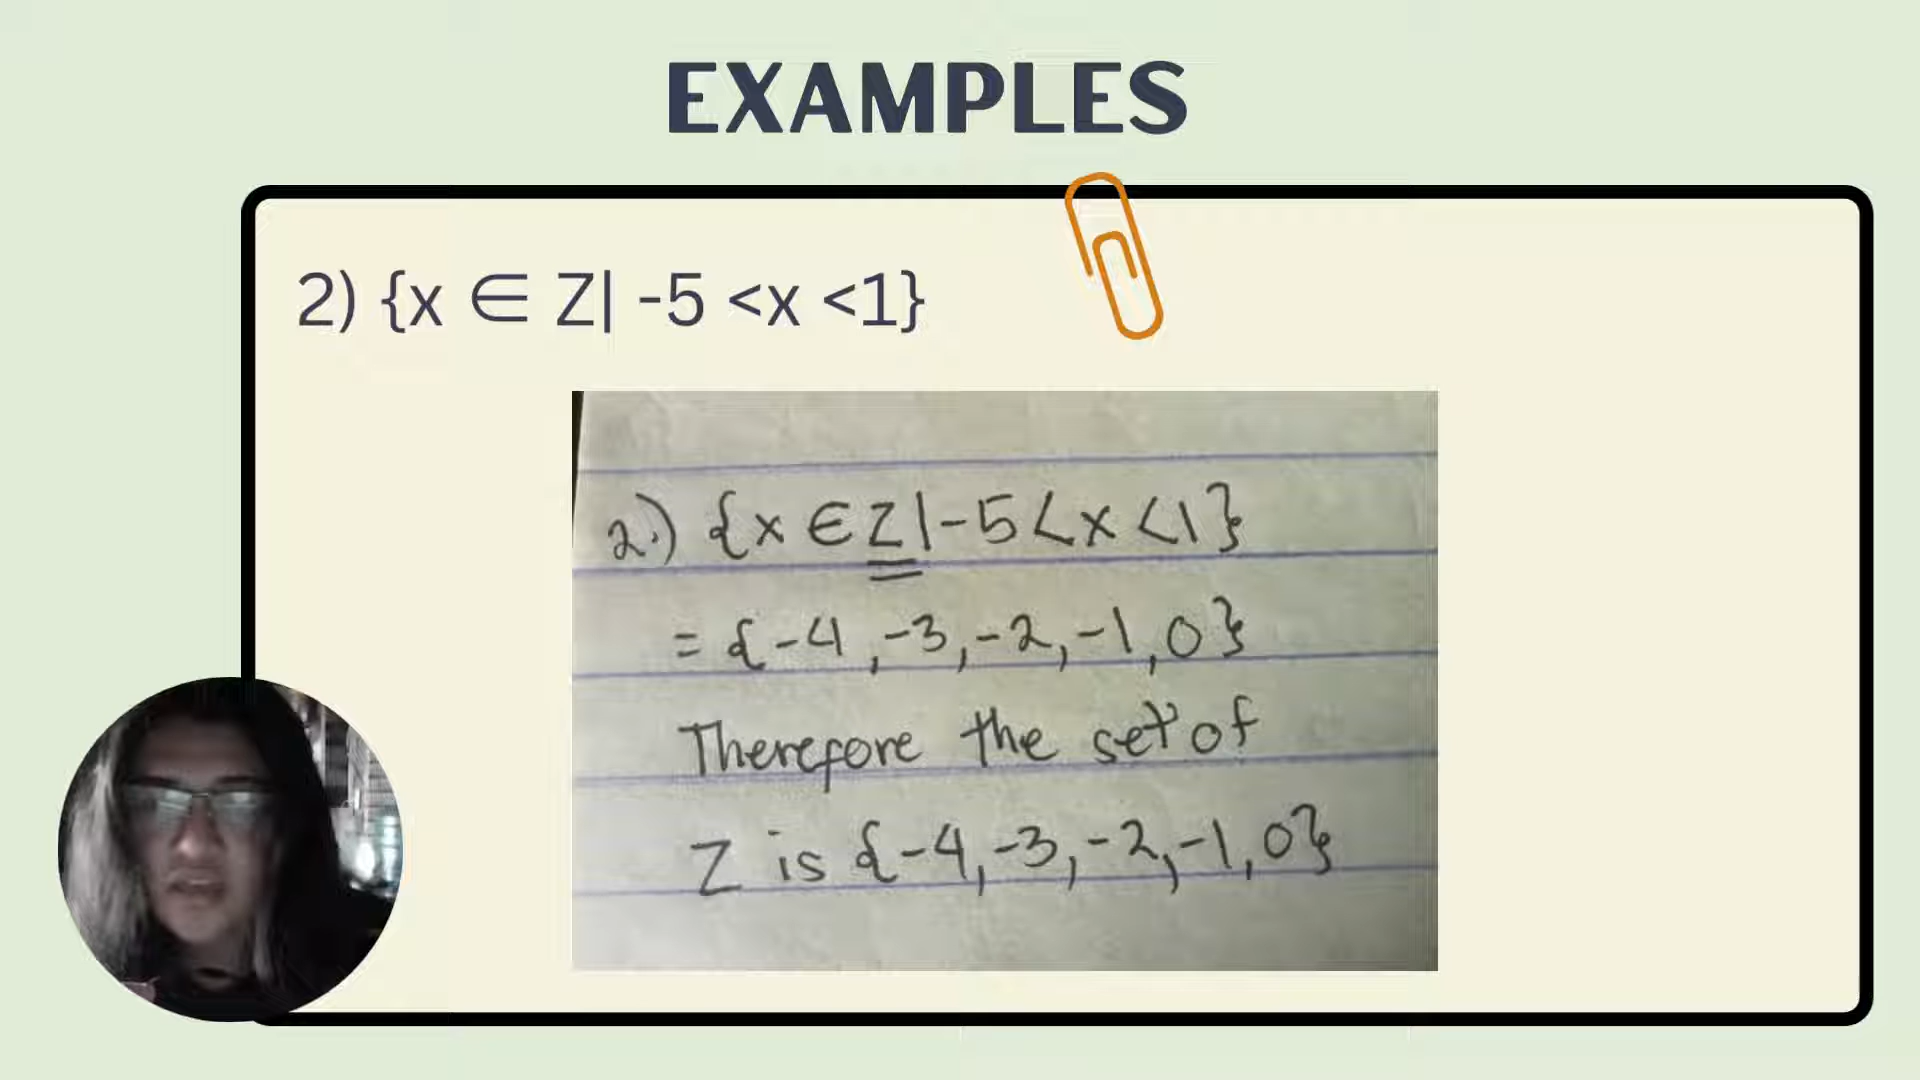 EXAMPLES
2) {x ∈ Z| -5 <x <1}
2.) {x ∈ Z | -5 < x < 1}
= {-4, -3, -2, -1, 0}
Therefore the set of
Z is {-4, -3, -2, -1, 0}